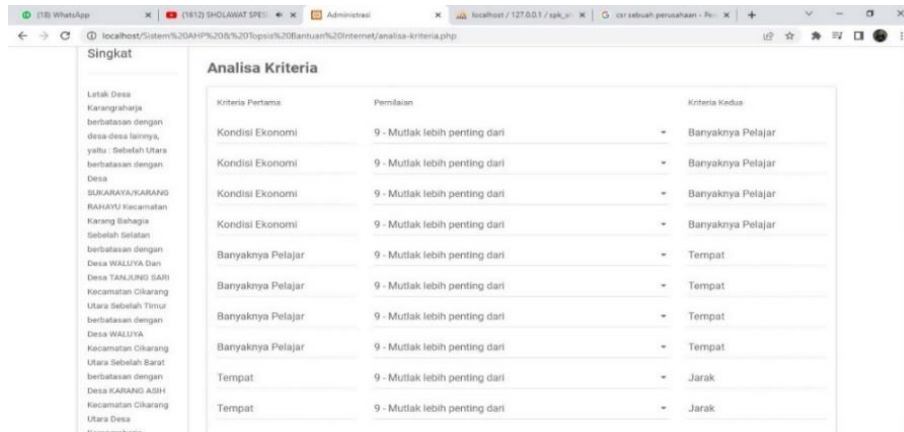 (18) WhatsApp
(1612) SHOLAWAT SPES
Administrasi
localhost / 127.0.0.1 / spk_
csr sebuah perusahaan - Pen
localhost/Sistem%20AHP%20&%20Topsis%20Bantuan%20Internet/analisa-kriteria.php
Singkat
Letak Desa
Karangraharja
berbatasan dengan
desa-desa lainnya,
yaitu : Sebelah Utara
berbatasan dengan
Desa
SUKARAYA/KARANG
RAHAYU Kecamatan
Karang Bahagia
Sebelah Selatan
berbatasan dengan
Desa WALUYA Dan
Desa TANJUNG SARI
Kecamatan Cikarang
Utara Sebelah Timur
berbatasan dengan
Desa WALUYA
Kecamatan Cikarang
Utara Sebelah Barat
berbatasan dengan
Desa KARANG ASIH
Kecamatan Cikarang
Utara Desa
Analisa Kriteria
Kriteria Pertama Penilaian Kriteria Kedua
Kondisi Ekonomi 9 - Mutlak lebih penting dari Banyaknya Pelajar
Kondisi Ekonomi 9 - Mutlak lebih penting dari Banyaknya Pelajar
Kondisi Ekonomi 9 - Mutlak lebih penting dari Banyaknya Pelajar
Kondisi Ekonomi 9 - Mutlak lebih penting dari Banyaknya Pelajar
Banyaknya Pelajar 9 - Mutlak lebih penting dari Tempat
Banyaknya Pelajar 9 - Mutlak lebih penting dari Tempat
Banyaknya Pelajar 9 - Mutlak lebih penting dari Tempat
Banyaknya Pelajar 9 - Mutlak lebih penting dari Tempat
Tempat 9 - Mutlak lebih penting dari Jarak
Tempat 9 - Mutlak lebih penting dari Jarak